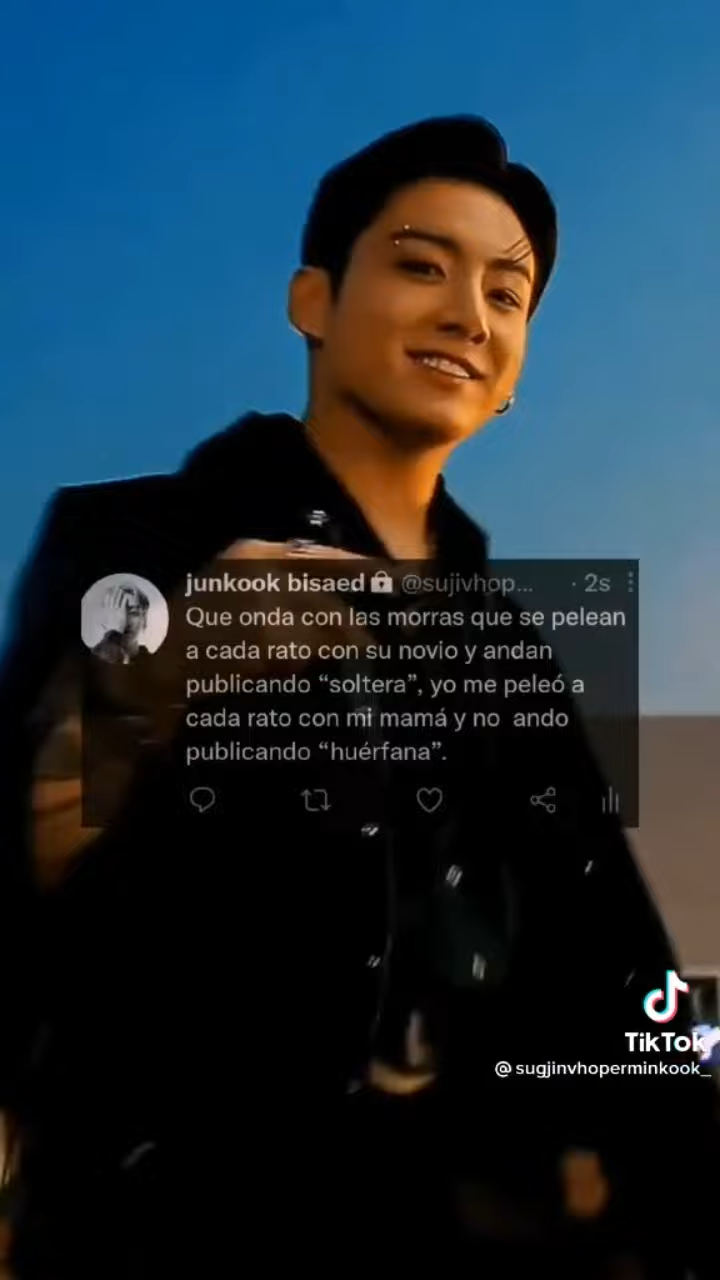 junkook bisaed @sujivhop... · 2s
Que onda con las morras que se pelean
a cada rato con su novio y andan
publicando “soltera”, yo me peleó a
cada rato con mi mamá y no ando
publicando “huérfana”.
TikTok
@sugjinvhoperminkook_